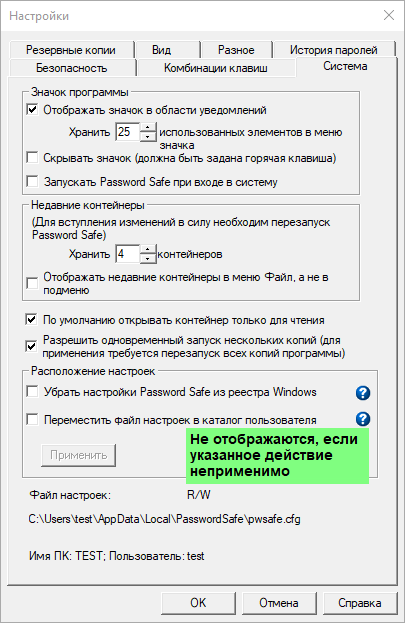 Настройки
Резервные копии Вид Разное История паролей
Безопасность Комбинации клавиш Система
Значок программы
Отображать значок в области уведомлений
Хранить 25 использованных элементов в меню
значка
Скрывать значок (должна быть задана горячая клавиша)
Запускать Password Safe при входе в систему
Недавние контейнеры
(Для вступления изменений в силу необходим перезапуск
Password Safe)
Хранить 4 контейнеров
Отображать недавние контейнеры в меню Файл, а не в
подменю
По умолчанию открывать контейнер только для чтения
Разрешить одновременный запуск нескольких копий (для
применения требуется перезапуск всех копий программы)
Расположение настроек
Убрать настройки Password Safe из реестра Windows ?
Переместить файл настроек в каталог пользователя ?
Не отображаются, если
указанное действие
неприменимо
Применить
Файл настроек: R/W
C:\Users\test\AppData\Local\PasswordSafe\pwsafe.cfg
Имя ПК: TEST; Пользователь: test
OK Отмена Справка